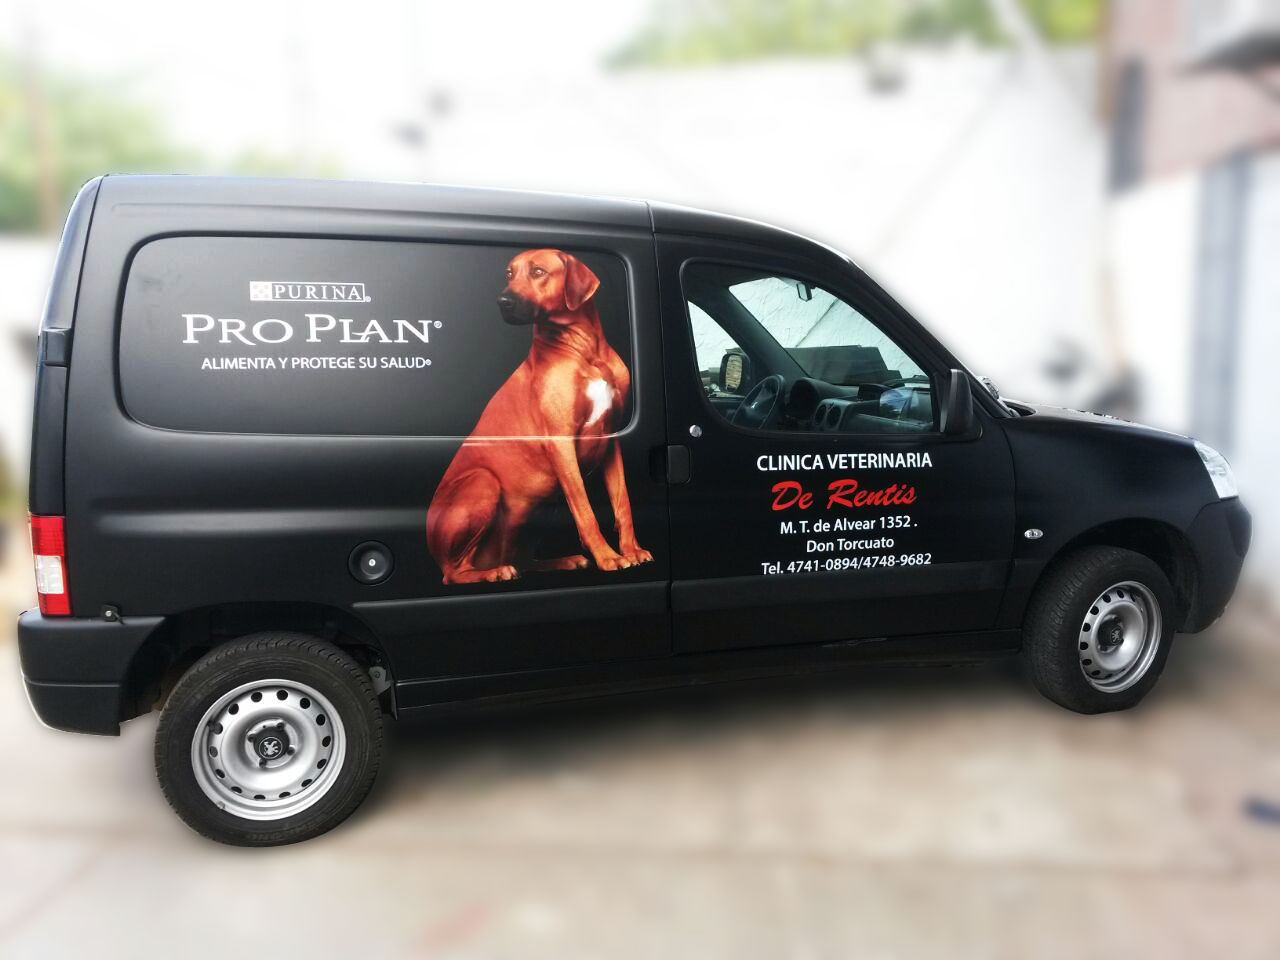 PURINA®
PRO PLAN®
ALIMENTA Y PROTEGE SU SALUD®
CLINICA VETERINARIA
De Rentis
M. T. de Alvear 1352 .
Don Torcuato
Tel. 4741-0894/4748-9682